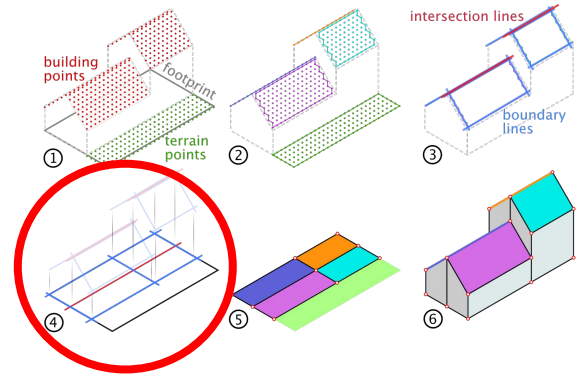 intersection lines
building
points
footprint
terrain
points
boundary
lines
1
2
3
4
5
6